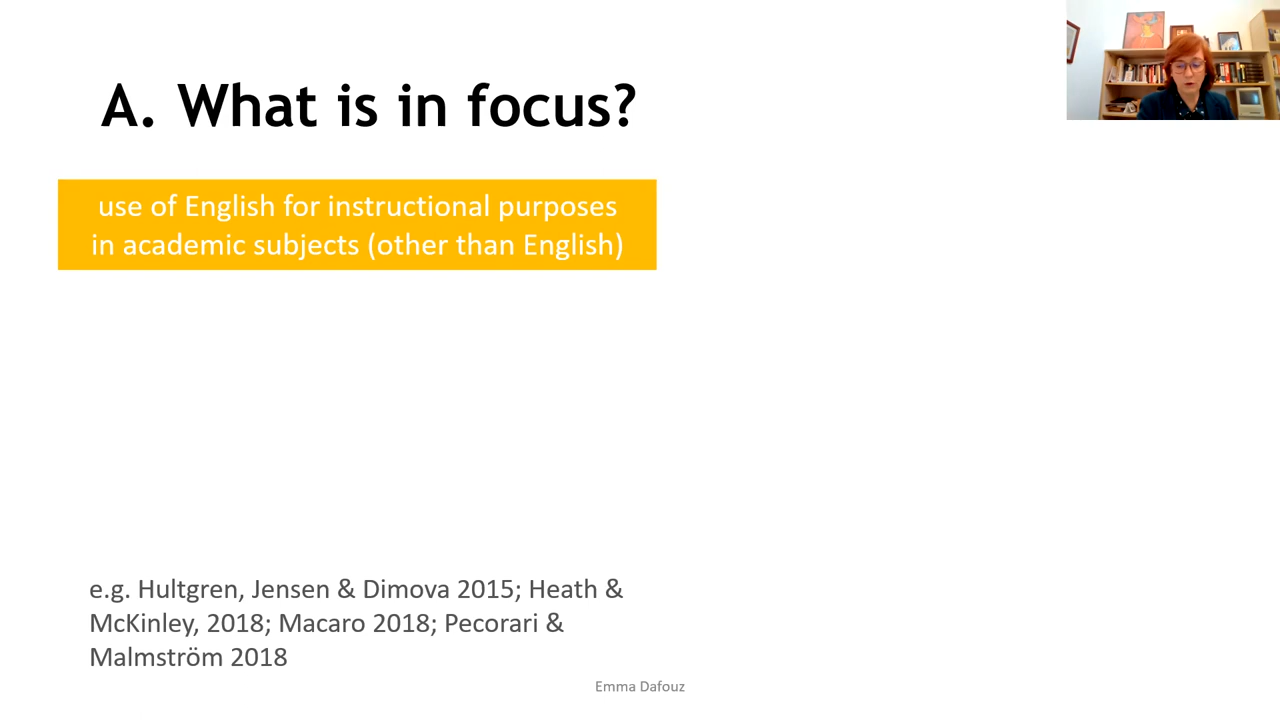 A. What is in focus?
use of English for instructional purposes
in academic subjects (other than English)
e.g. Hultgren, Jensen & Dimova 2015; Heath &
McKinley, 2018; Macaro 2018; Pecorari &
Malmström 2018
Emma Dafouz